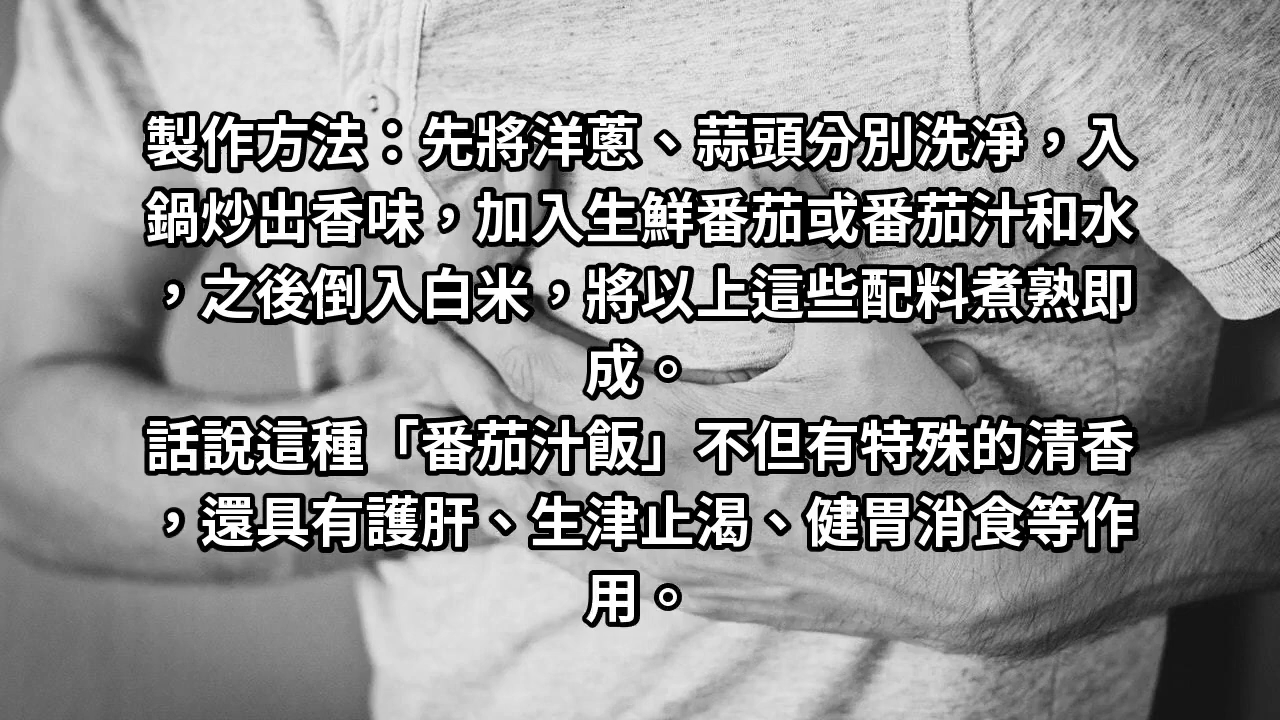 製作方法：先將洋蔥、蒜頭分別洗凈，入
鍋炒出香味，加入生鮮番茄或番茄汁和水
，之後倒入白米，將以上這些配料煮熟即
成。
話說這種「番茄汁飯」不但有特殊的清香
，還具有護肝、生津止渴、健胃消食等作
用。